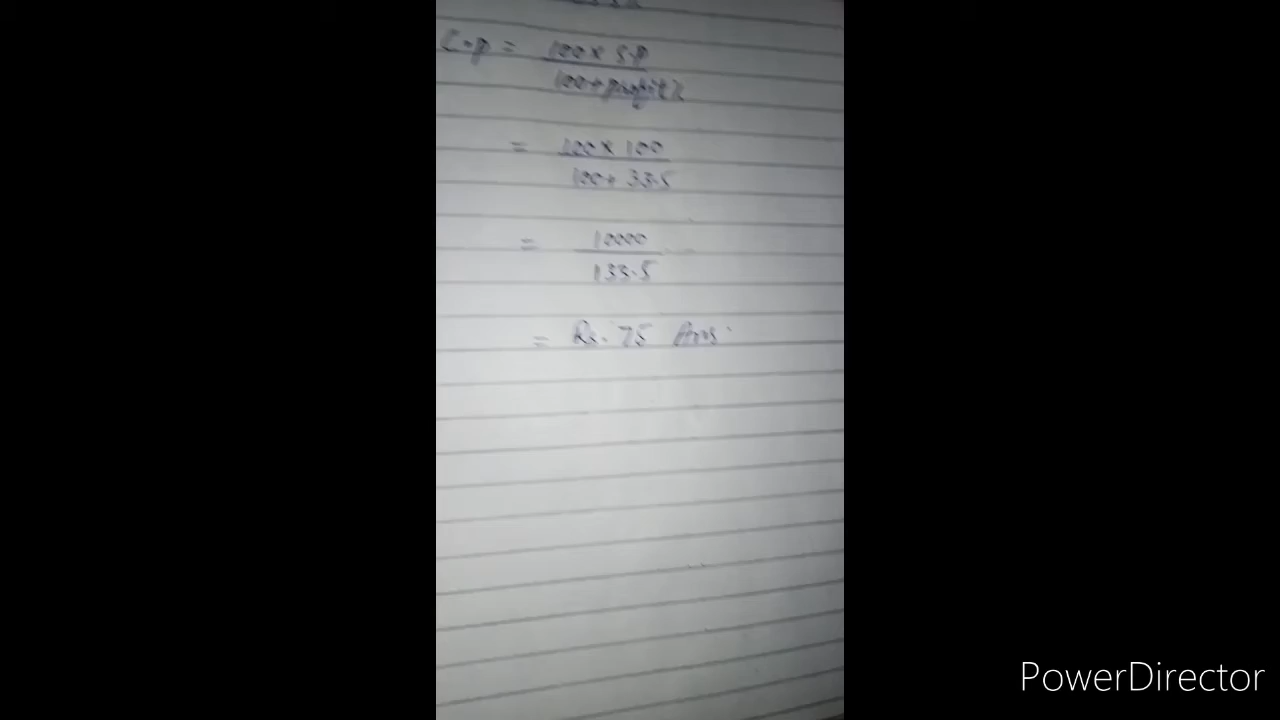 C.P = 100 × S.P
100 + profit%
= 100 × 100
100 + 33.5
= 10000
133.5
= Rs. 75 Ans.
PowerDirector